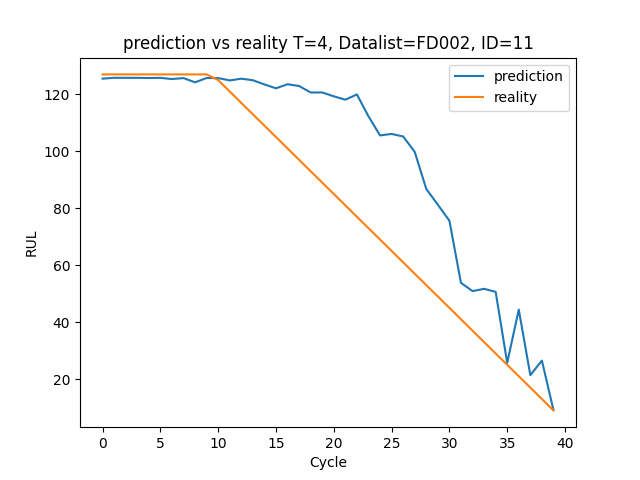 prediction vs reality T=4, Datalist=FD002, ID=11
prediction
reality
120
100
80
60
40
20
RUL
0 5 10 15 20 25 30 35 40
Cycle